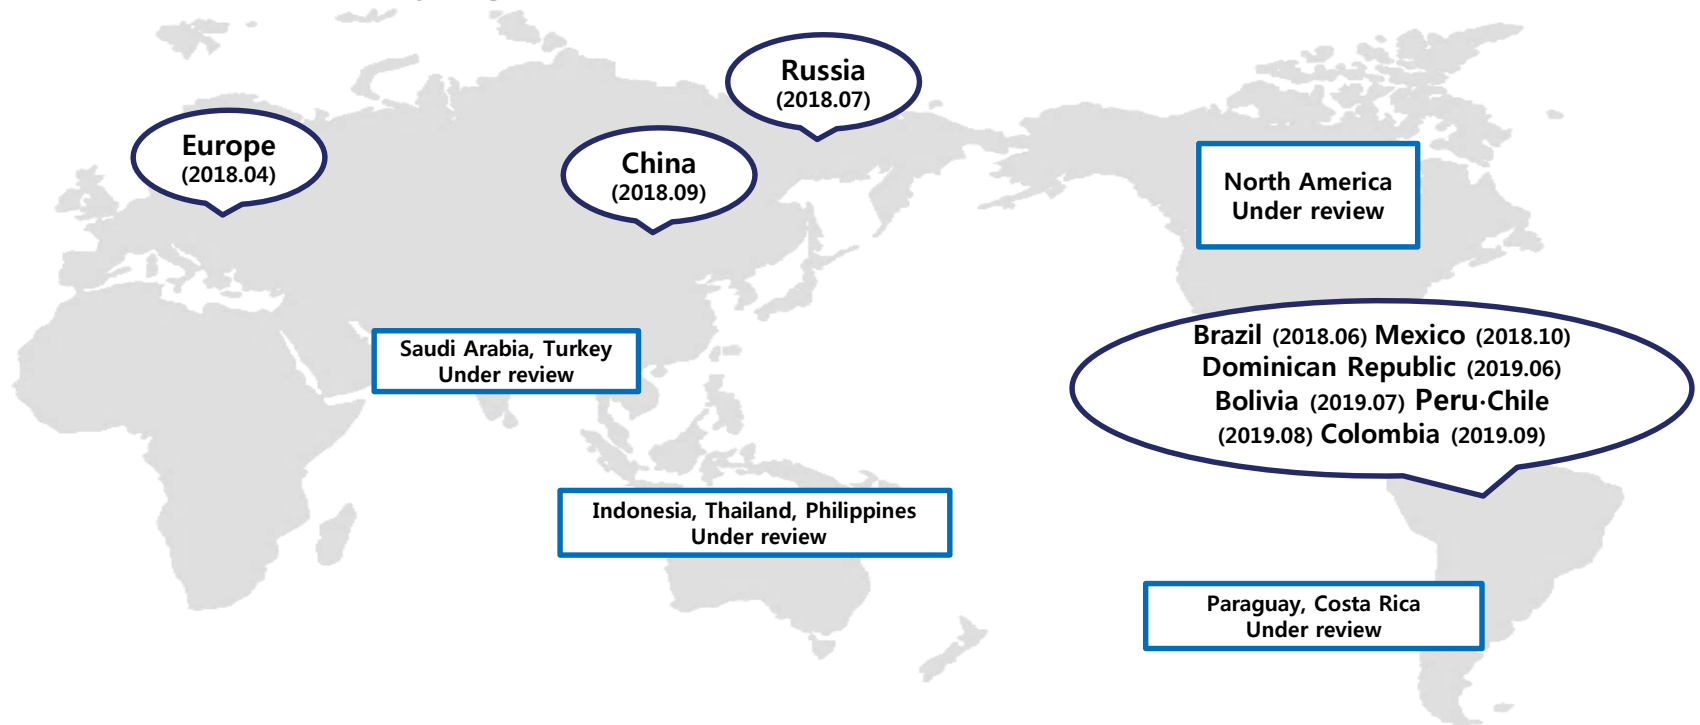 Russia
(2018.07)
Europe
(2018.04)
China
(2018.09)
North America
Under review
Saudi Arabia, Turkey
Under review
Brazil (2018.06) Mexico (2018.10)
Dominican Republic (2019.06)
Bolivia (2019.07) Peru·Chile
(2019.08) Colombia (2019.09)
Indonesia, Thailand, Philippines
Under review
Paraguay, Costa Rica
Under review